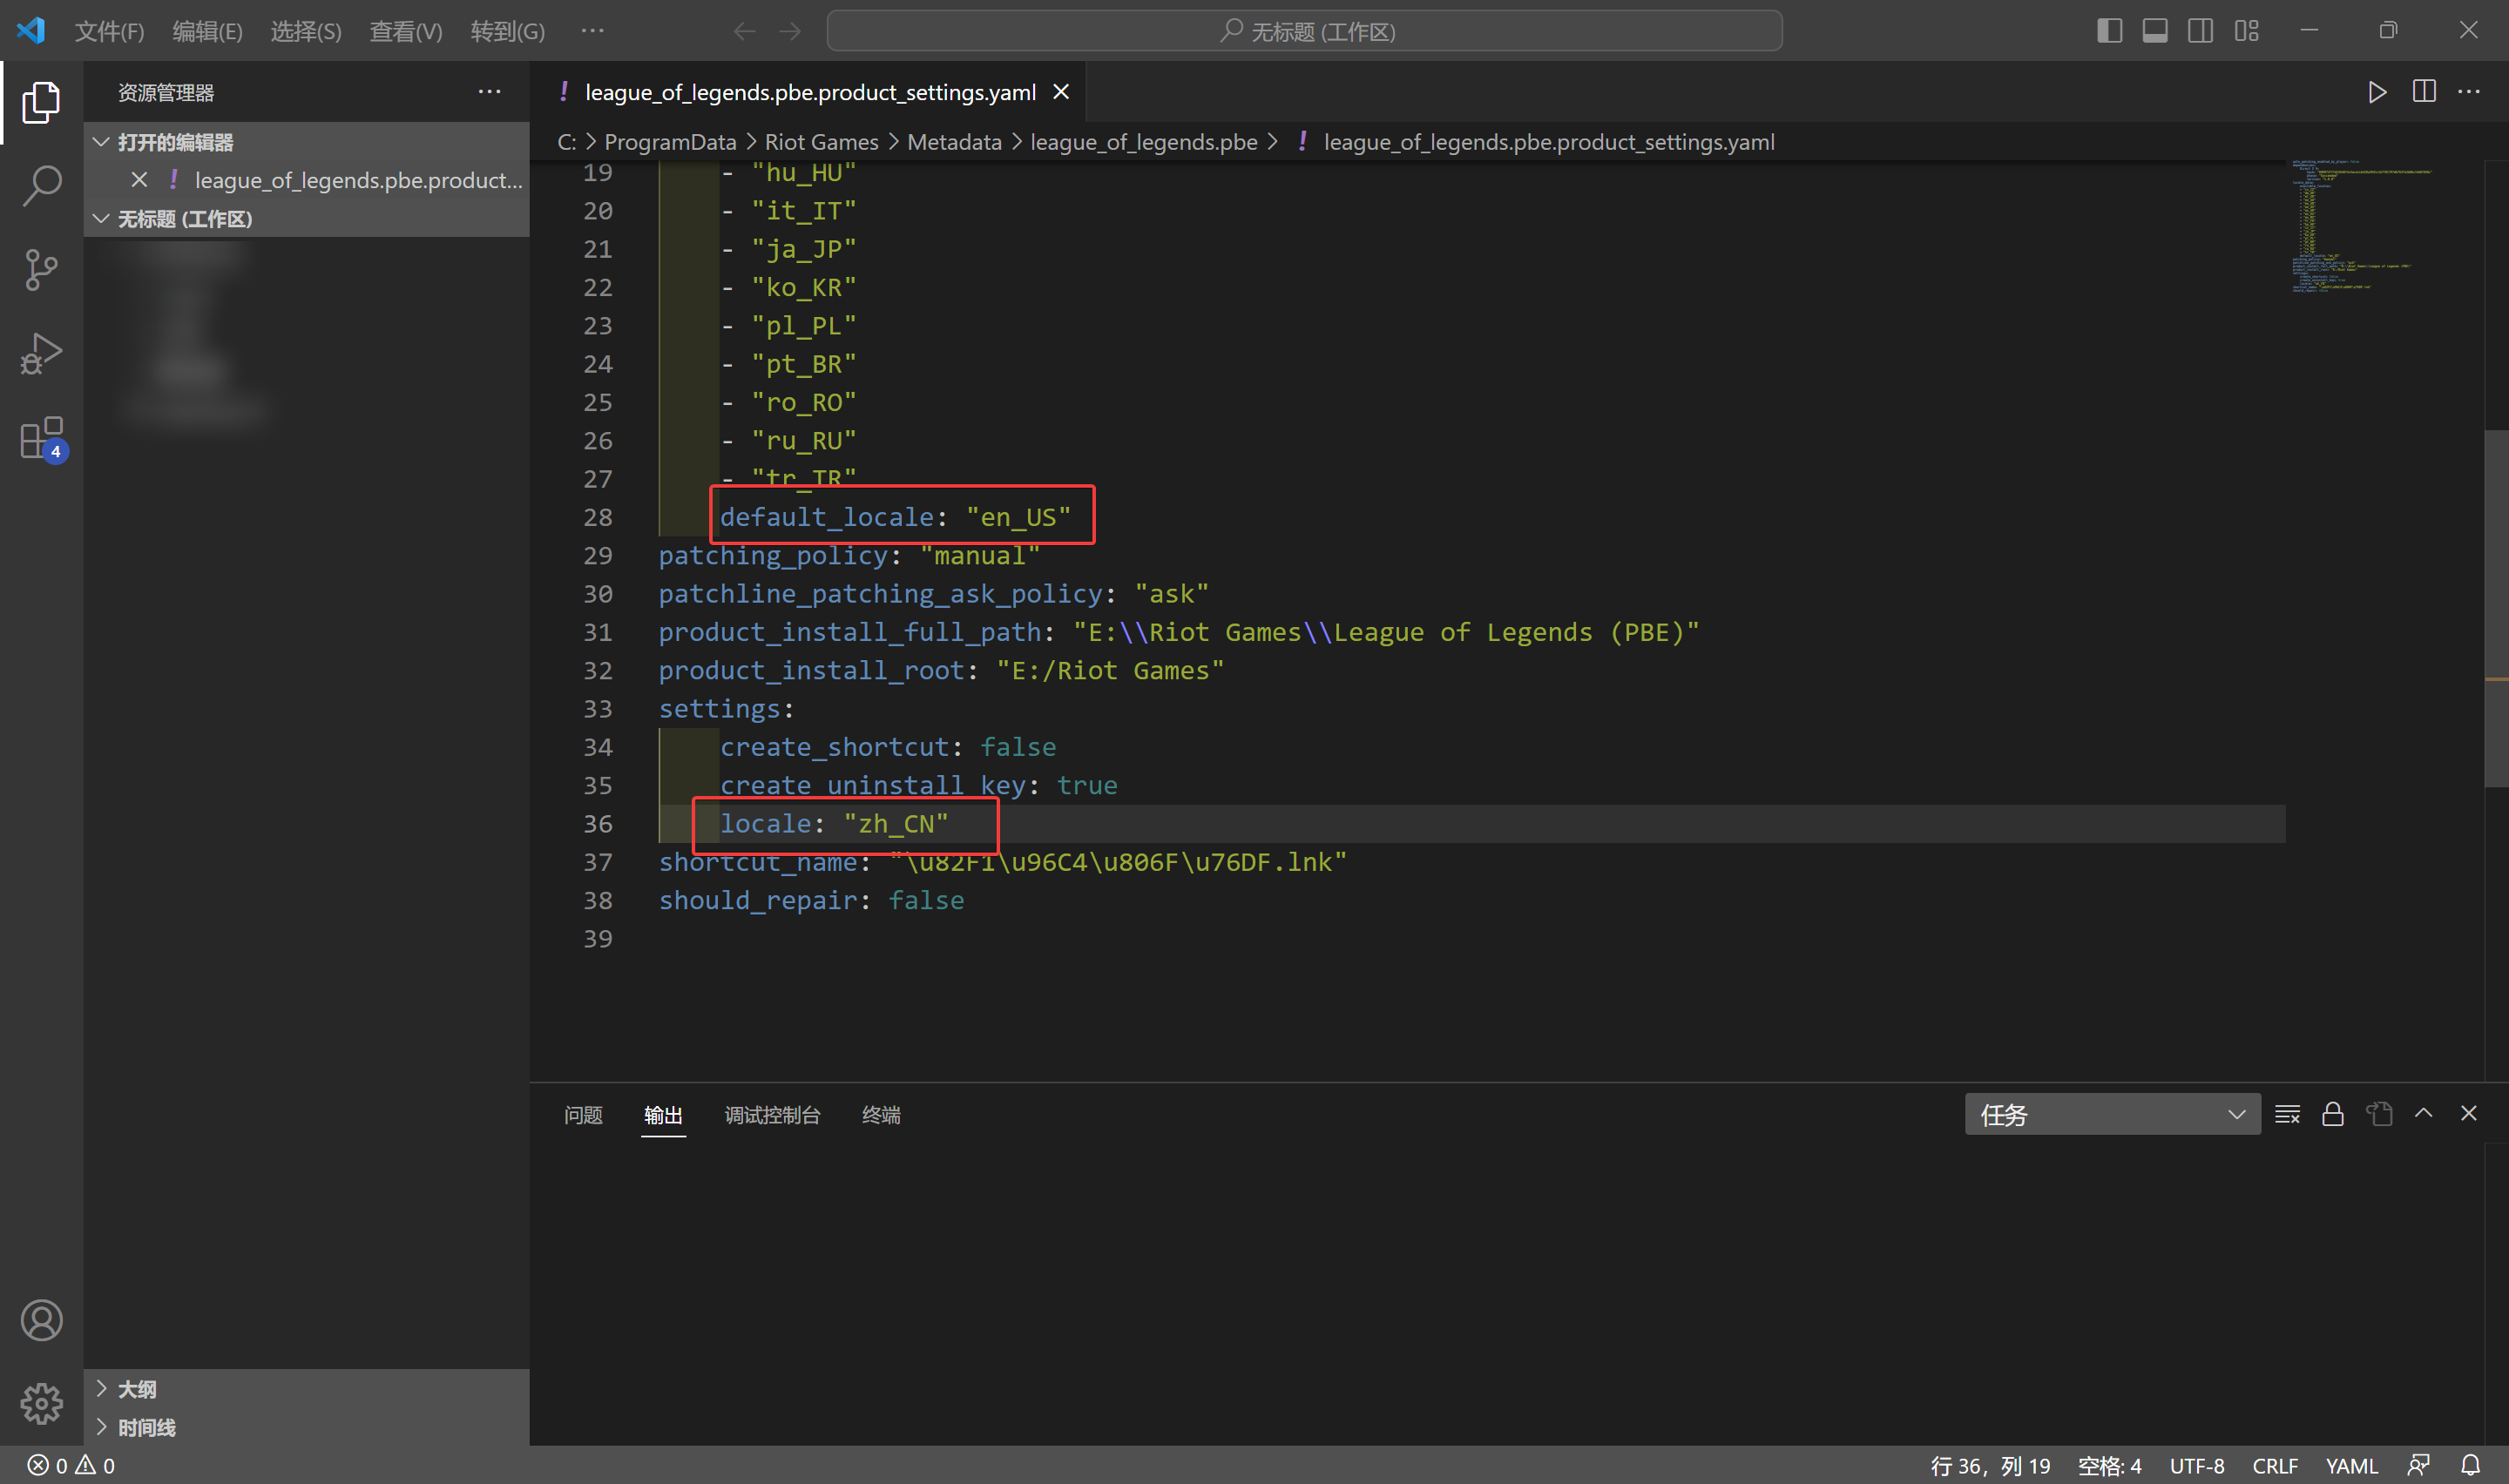 文件(F) 编辑(E) 选择(S) 查看(V) 转到(G) ···
无标题 (工作区)
资源管理器
打开的编辑器
! league_of_legends.pbe.product...
无标题 (工作区)
4
大纲
时间线
! league_of_legends.pbe.product_settings.yaml
C: > ProgramData > Riot Games > Metadata > league_of_legends.pbe > ! league_of_legends.pbe.product_settings.yaml
19 - "hu_HU"
20 - "it_IT"
21 - "ja_JP"
22 - "ko_KR"
23 - "pl_PL"
24 - "pt_BR"
25 - "ro_RO"
26 - "ru_RU"
27 - "tr_TR"
28 default_locale: "en_US"
29 patching_policy: "manual"
30 patchline_patching_ask_policy: "ask"
31 product_install_full_path: "E:\\Riot Games\\League of Legends (PBE)"
32 product_install_root: "E:/Riot Games"
33 settings:
34 create_shortcut: false
35 create_uninstall_key: true
36 locale: "zh_CN"
37 shortcut_name: "\u82F1\u96C4\u806F\u76DF.lnk"
38 should_repair: false
39
问题 输出 调试控制台 终端
任务
0 0
行 36，列 19 空格: 4 UTF-8 CRLF YAML